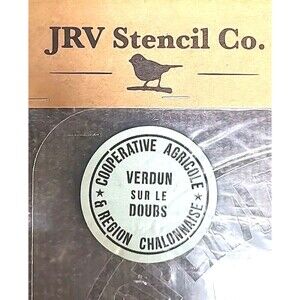 JRV Stencil Co.
COOPERATIVE AGRICOLE
VERDUN
SUR LE
DOUBS
★ & REGION CHALONNAISE ★